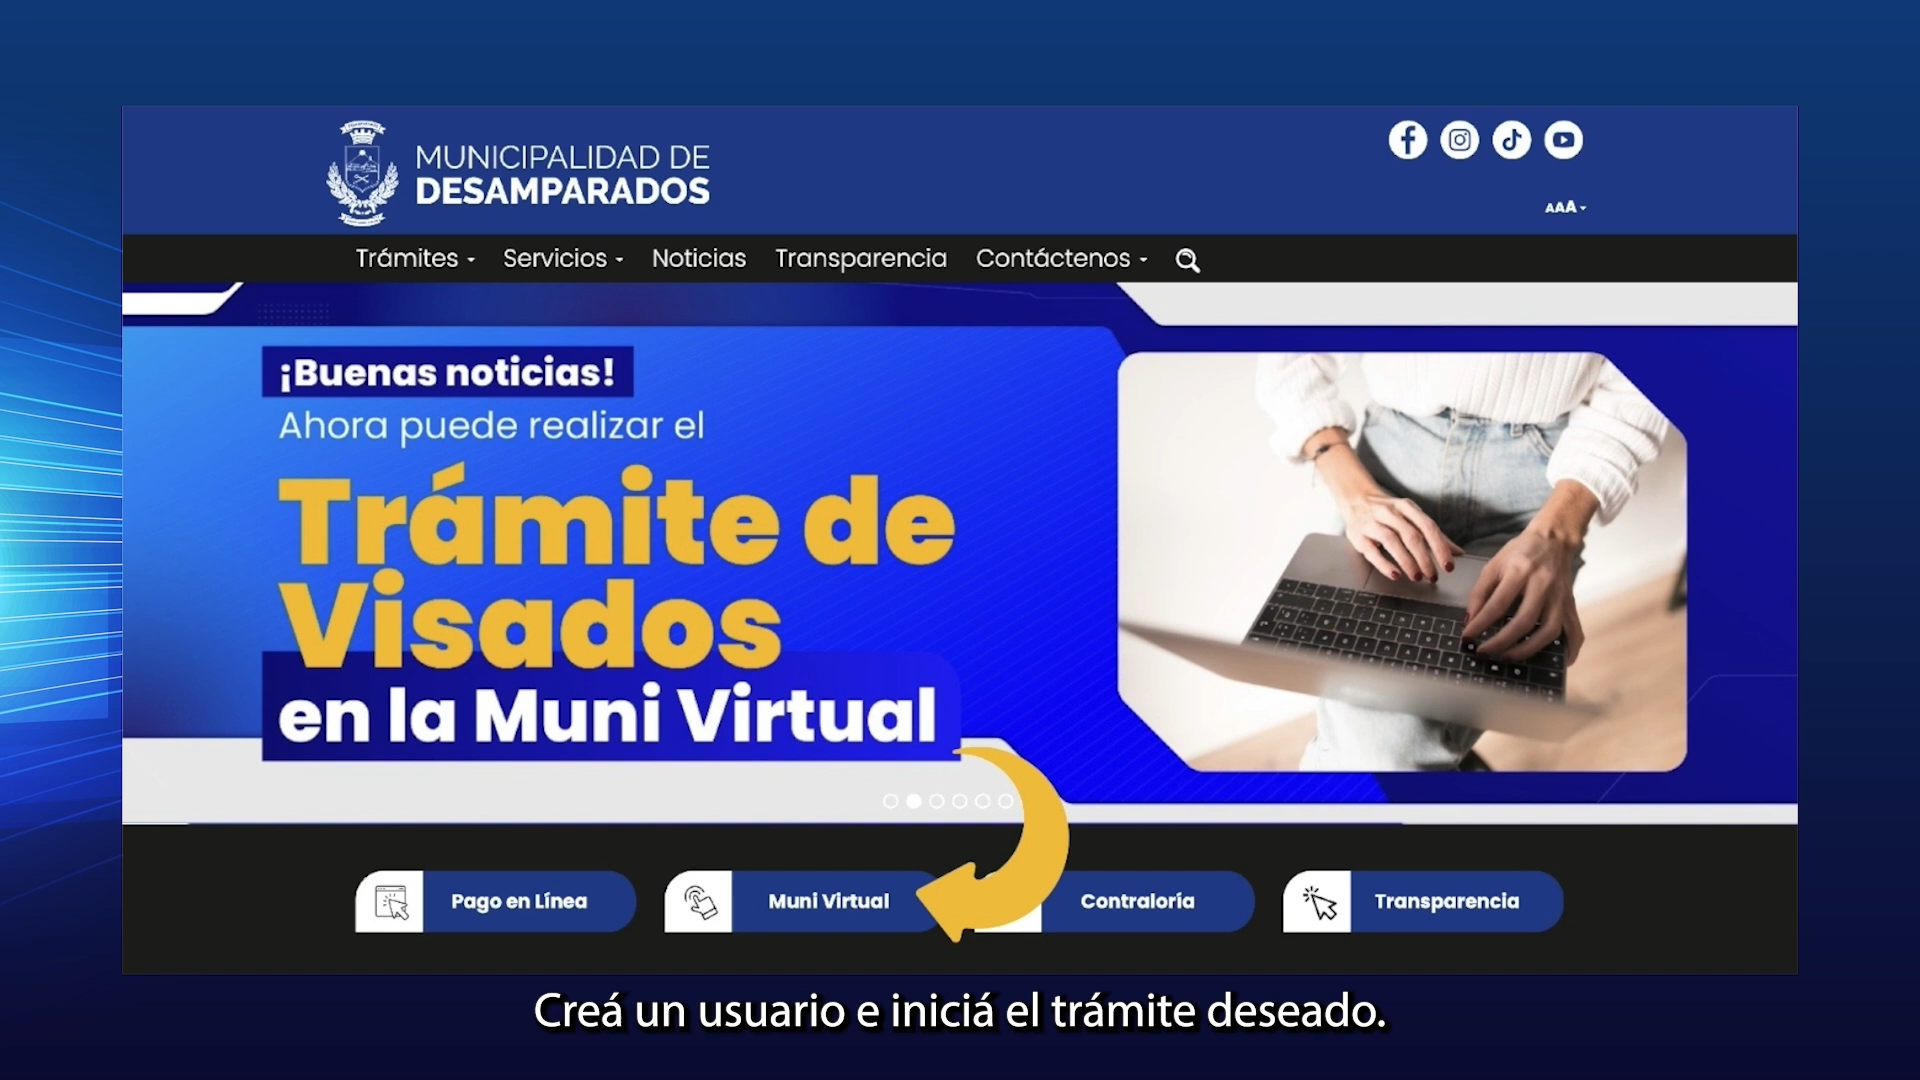 MUNICIPALIDAD DE
DESAMPARADOS
AAA
Trámites
Servicios
Noticias
Transparencia
Contáctenos
¡Buenas noticias!
Ahora puede realizar el
Trámite de
Visados
en la Muni Virtual
Pago en Línea
Muni Virtual
Contraloría
Transparencia
Creá un usuario e iniciá el trámite deseado.